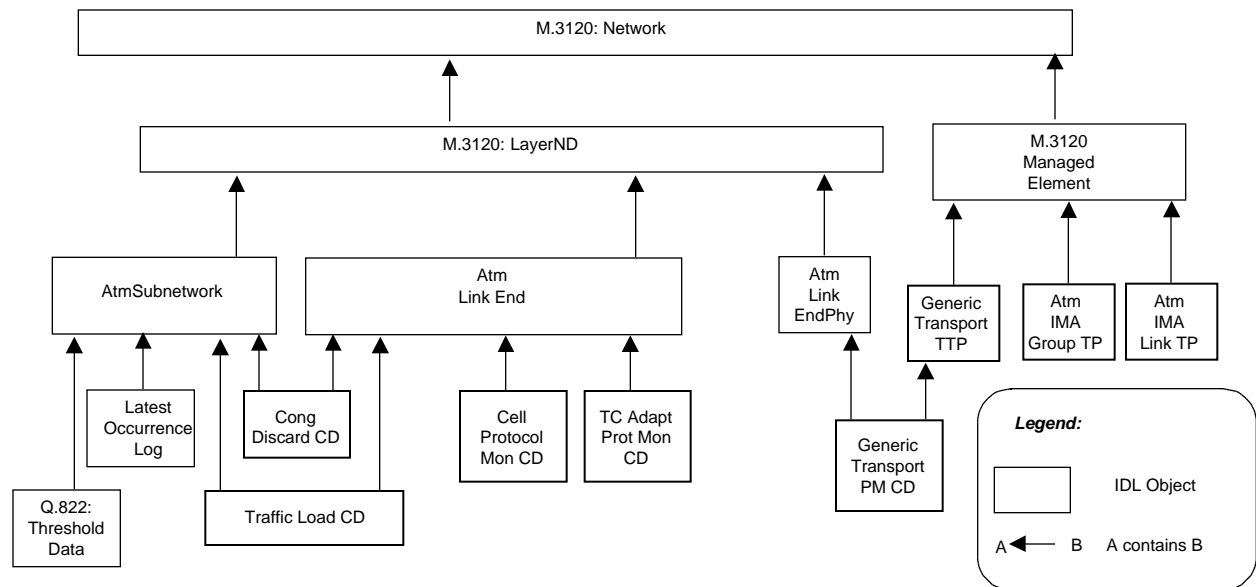 M.3120: Network
M.3120: LayerND
M.3120
Managed
Element
AtmSubnetwork
Atm
Link End
Atm
Link
EndPhy
Generic
Transport
TTP
Atm
IMA
Group TP
Atm
IMA
Link TP
Latest
Occurrence
Log
Cong
Discard CD
Cell
Protocol
Mon CD
TC Adapt
Prot Mon
CD
Generic
Transport
PM CD
Q.822:
Threshold
Data
Traffic Load CD
Legend:
IDL Object
A B A contains B